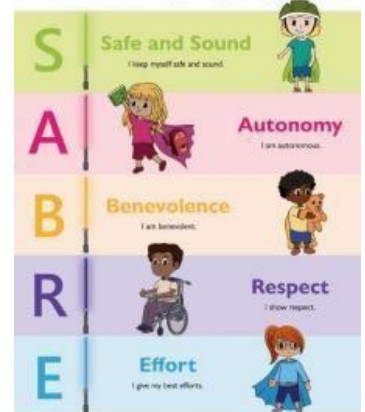 S
Safe and Sound
I keep myself safe and sound.
A
Autonomy
I am autonomous.
B
Benevolence
I am benevolent.
R
Respect
I show respect.
E
Effort
I give my best efforts.